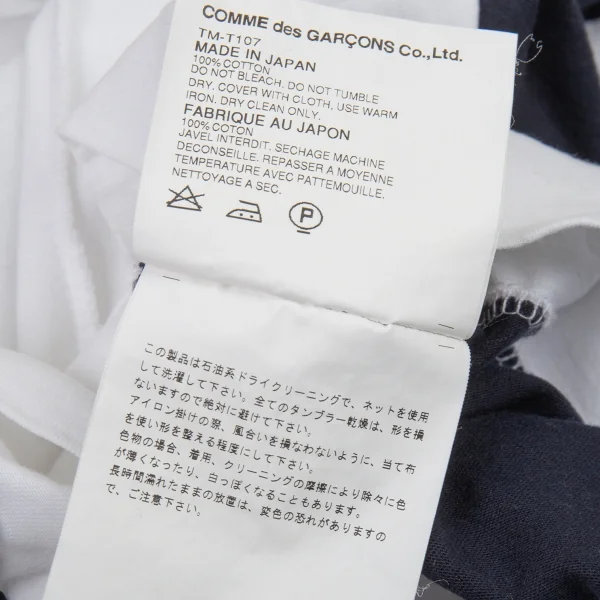 COMME des GARÇONS Co.,Ltd.
TM-T107
MADE IN JAPAN
100% COTTON
DO NOT BLEACH. DO NOT TUMBLE
DRY. COVER WITH CLOTH. USE WARM
IRON. DRY CLEAN ONLY.
FABRIQUE AU JAPON
100% COTON
JAVEL INTERDIT. SECHAGE MACHINE
DECONSEILLE. REPASSER A MOYENNE
TEMPERATURE AVEC PATTEMOUILLE.
NETTOYAGE A SEC.
P
この製品は石油系ドライクリーニングで、ネットを使用
して洗濯して下さい。全てのタンブラー乾燥は、形を損
ないますので絶対に避けて下さい。
アイロン掛けの際、風合いを損なわないように、当て布
を使い形を整える程度にして下さい。
色物の場合、着用、クリーニングの摩擦により除々に色
が薄くなったり、白っぽくなることもあります。
長時間濡れたままの放置は、変色の恐れがありますの
で、ご注意下さい。